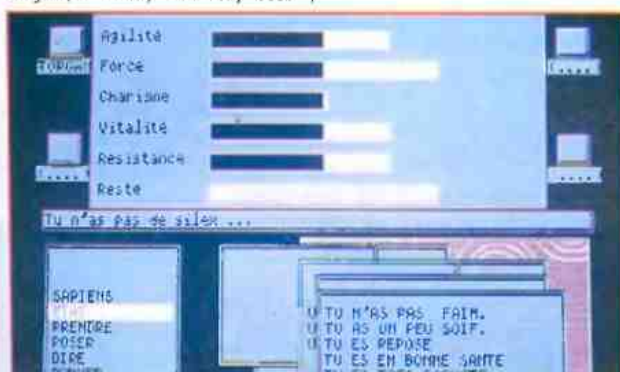 Agilité
Force
Charisme
Vitalité
Resistance
Reste
Tu n'as pas de silex ...
SAPIENS
PRENDRE
POSER
DIRE
TU N'AS PAS FAIM.
TU AS UN PEU SOIF.
TU ES REPOSE
TU ES EN BONNE SANTE